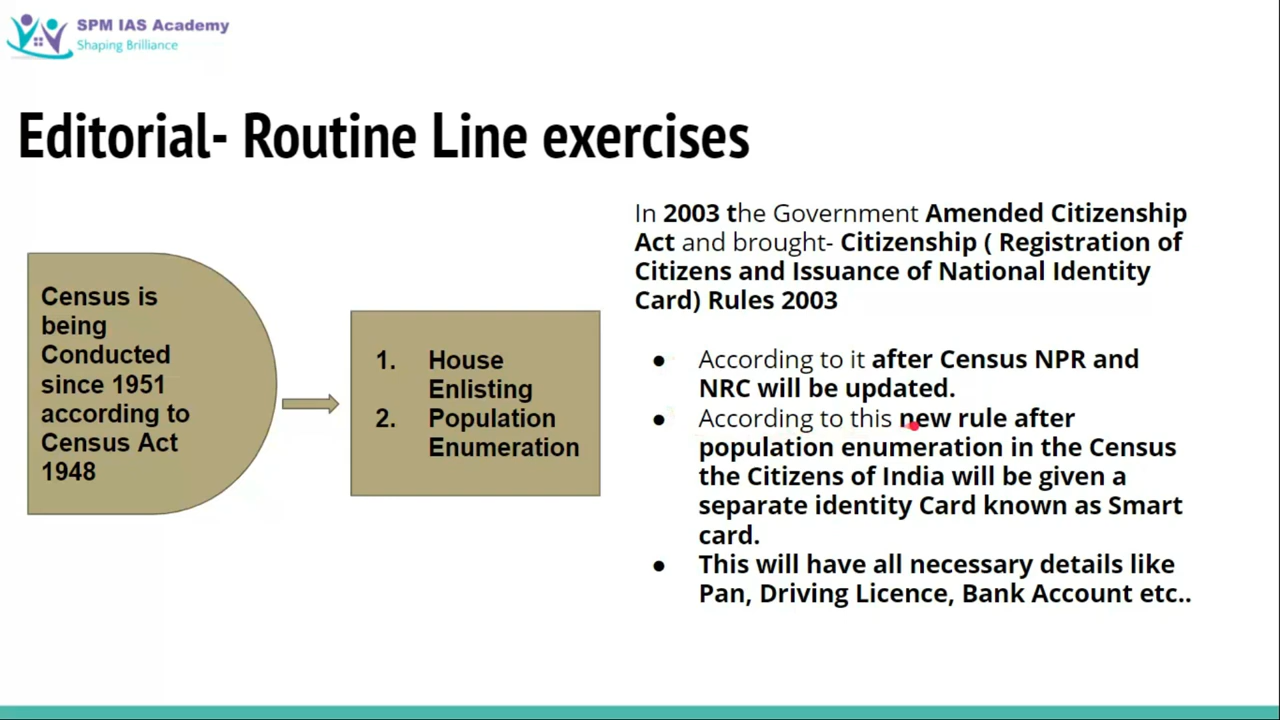 SPM IAS Academy
Shaping Brilliance
Editorial- Routine Line exercises
Census is
being
Conducted
since 1951
according to
Census Act
1948
1. House
Enlisting
2. Population
Enumeration
In 2003 the Government Amended Citizenship
Act and brought- Citizenship ( Registration of
Citizens and Issuance of National Identity
Card) Rules 2003
● According to it after Census NPR and
NRC will be updated.
● According to this new rule after
population enumeration in the Census
the Citizens of India will be given a
separate identity Card known as Smart
card.
● This will have all necessary details like
Pan, Driving Licence, Bank Account etc..